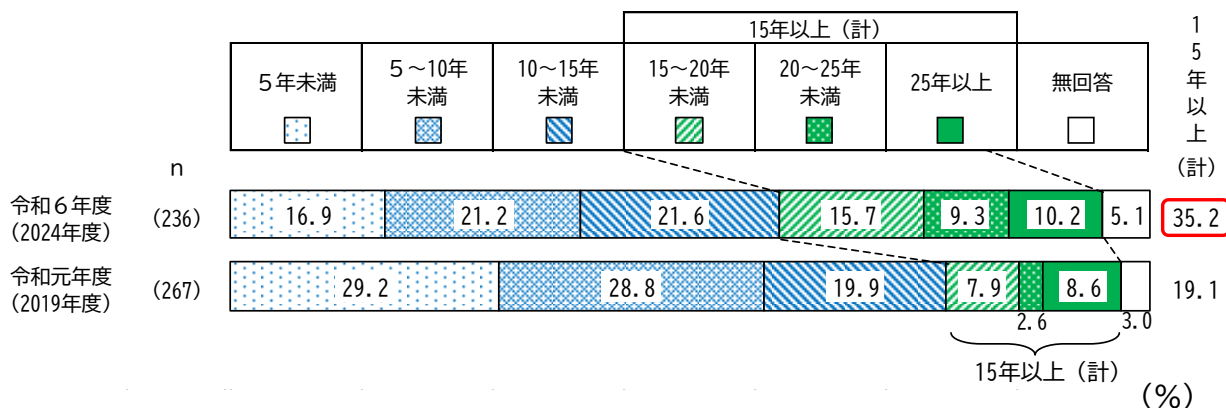 15年以上（計）
５年未満
５～10年
未満
10～15年
未満
15～20年
未満
20～25年
未満
25年以上
無回答
15年以上
（計）
n
令和６年度
（2024年度）
（236）
16.9 21.2 21.6 15.7 9.3 10.2 5.1 35.2
令和元年度
（2019年度）
（267）
29.2 28.8 19.9 7.9 8.6 19.1
2.6 3.0
15年以上（計）
（％）